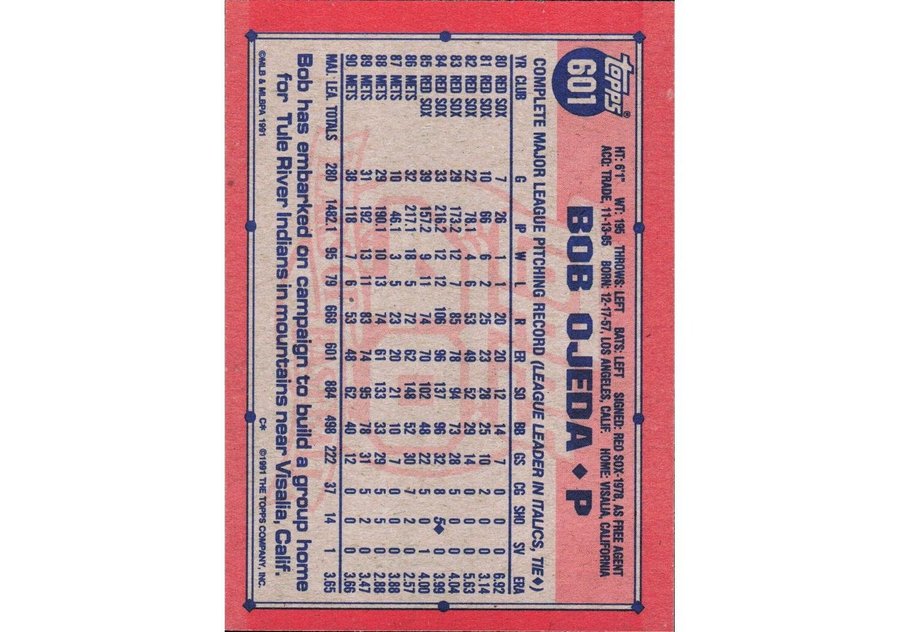 topps®
601
HT: 6'1" WT: 195 THROWS: LEFT BATS: LEFT SIGNED: RED SOX-1978, AS FREE AGENT
ACQ: TRADE, 11-13-85 BORN: 12-17-57, LOS ANGELES, CALIF. HOME: VISALIA, CALIFORNIA
BOB OJEDA ♦ P
COMPLETE MAJOR LEAGUE PITCHING RECORD (LEAGUE LEADER IN ITALICS, TIE♦)
YR CLUB G IP W L R ER SO BB GS CG SHO SV ERA
80 RED SOX 7 26 1 1 20 20 12 14 7 0 0 0 6.92
81 RED SOX 10 66 6 2 25 23 28 25 10 2 0 0 3.14
82 RED SOX 22 78.1 4 6 53 49 52 29 14 0 0 0 5.63
83 RED SOX 29 173.2 12 7 85 78 94 73 28 5 0 0 4.04
84 RED SOX 33 216.2 12 12 106 96 137 96 32 8 5♦ 0 3.99
85 RED SOX 39 157.2 9 11 74 70 102 48 22 5 0 1 4.00
86 METS 32 217.1 18 5 72 62 148 52 30 7 2 0 2.57
87 METS 10 46.1 3 5 23 20 21 10 7 0 0 0 3.88
88 METS 29 190.1 10 13 74 61 133 33 29 5 5 0 2.88
89 METS 31 192 13 11 83 74 95 78 31 5 2 0 3.47
90 METS 38 118 7 6 53 48 62 40 12 0 0 0 3.66
MAJ. LEA. TOTALS 280 1482.1 95 79 668 601 884 498 222 37 14 1 3.65
Bob has embarked on campaign to build a group home
for Tule River Indians in mountains near Visalia, Calif.
©MLB & MLBPA 1991 C* ©1991 THE TOPPS COMPANY, INC.